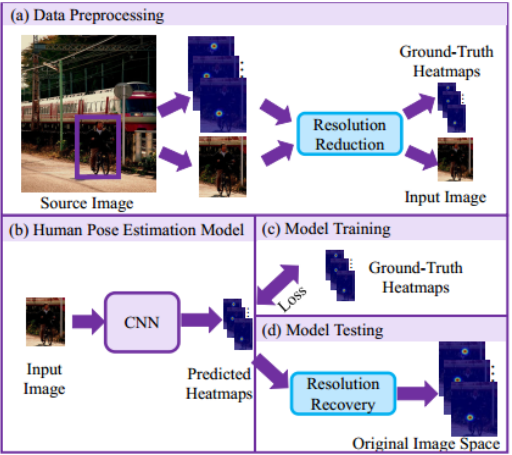 (a) Data Preprocessing
Ground-Truth
Heatmaps
Resolution
Reduction
Source Image
Input Image
(b) Human Pose Estimation Model
CNN
Input
Image
Predicted
Heatmaps
(c) Model Training
Loss
Ground-Truth
Heatmaps
(d) Model Testing
Resolution
Recovery
Original Image Space